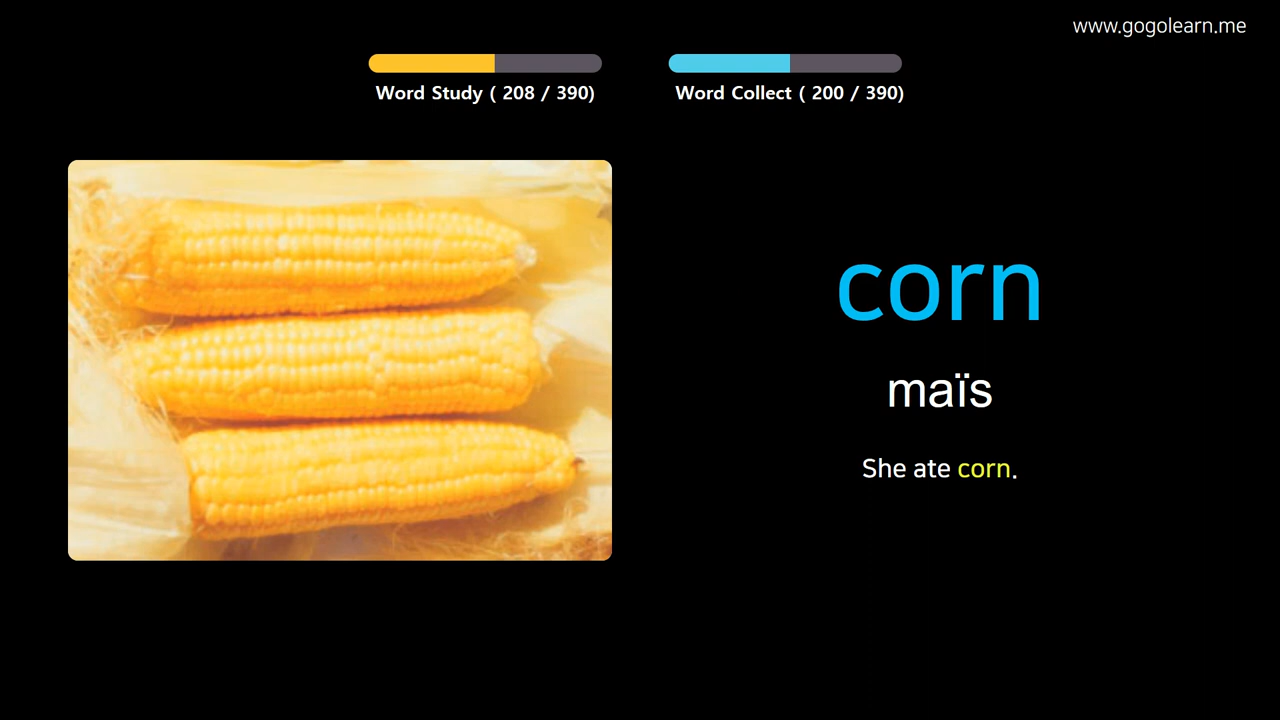 www.gogolearn.me
Word Study ( 208 / 390)
Word Collect ( 200 / 390)
corn
maïs
She ate corn.